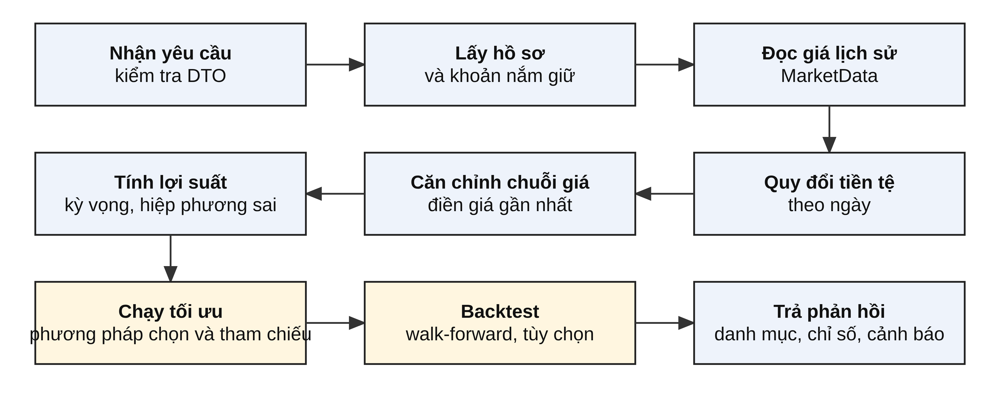 Nhận yêu cầu
kiểm tra DTO
Lấy hồ sơ
và khoản nắm giữ
Đọc giá lịch sử
MarketData
Quy đổi tiền tệ
theo ngày
Căn chỉnh chuỗi giá
điền giá gần nhất
Tính lợi suất
kỳ vọng, hiệp phương sai
Chạy tối ưu
phương pháp chọn và tham chiếu
Backtest
walk-forward, tùy chọn
Trả phản hồi
danh mục, chỉ số, cảnh báo